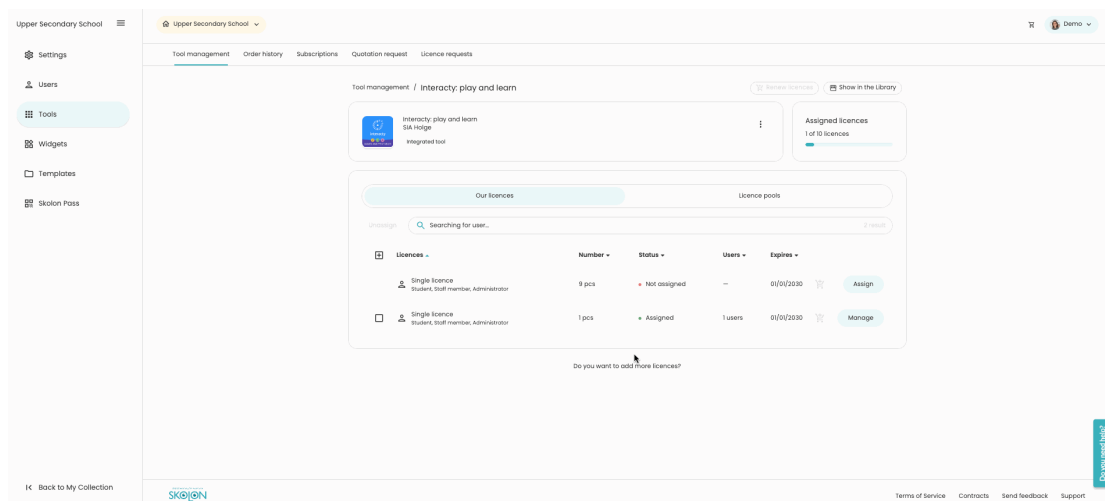 Upper Secondary School
Upper Secondary School
Demo
Settings
Users
Tools
Widgets
Templates
Skolon Pass
Back to My Collection
Tool management Order history Subscriptions Quotation request Licence requests
Tool management / Interacty: play and learn
Renew licences
Show in the Library
Interacty: play and learn
SIA Holge
Integrated tool
Assigned licences
1 of 10 licences
Our licences Licence pools
Unassign
Searching for user...
2 result
Licences Number Status Users Expires
Single licence
Student, Staff member, Administrator
9 pcs Not assigned — 01/01/2030 Assign
Single licence
Student, Staff member, Administrator
1 pcs Assigned 1 users 01/01/2030 Manage
Do you want to add more licences?
Do you need help?
SKOLON
Terms of Service Contracts Send feedback Support